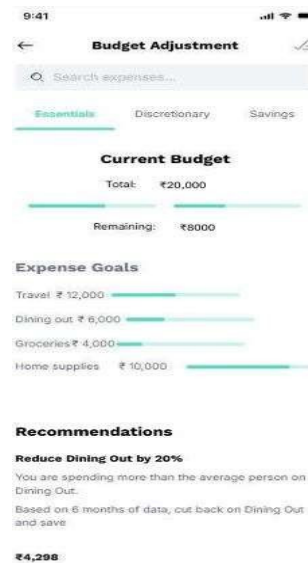 9:41
Budget Adjustment
Search expenses...
Essentials Discretionary Savings
Current Budget
Total: ₹20,000
Remaining: ₹8000
Expense Goals
Travel ₹ 12,000
Dining out ₹ 6,000
Groceries ₹ 4,000
Home supplies ₹ 10,000
Recommendations
Reduce Dining Out by 20%
You are spending more than the average person on
Dining Out.
Based on 6 months of data, cut back on Dining Out
and save
₹4,298